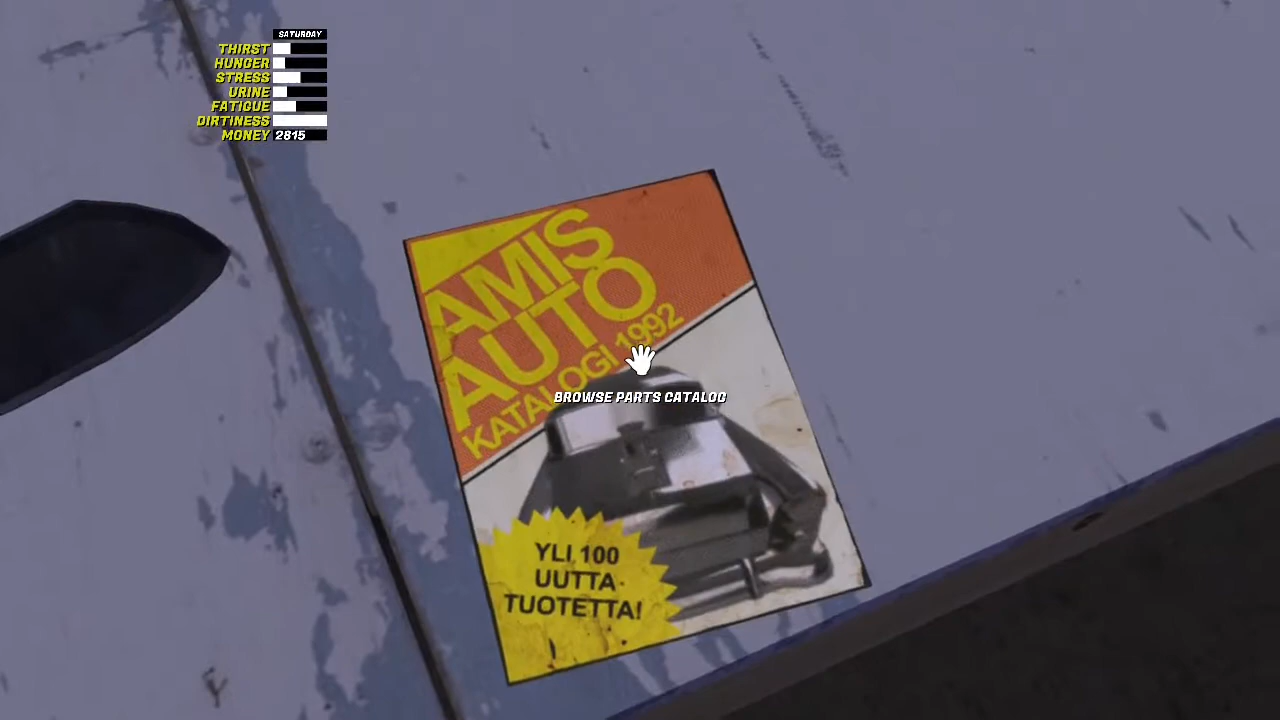 SATURDAY
THIRST
HUNGER
STRESS
URINE
FATIGUE
DIRTINESS
MONEY 2815
AMIS
AUTO
KATALOGI 1992
BROWSE PARTS CATALOG
YLI 100
UUTTA
TUOTETTA!